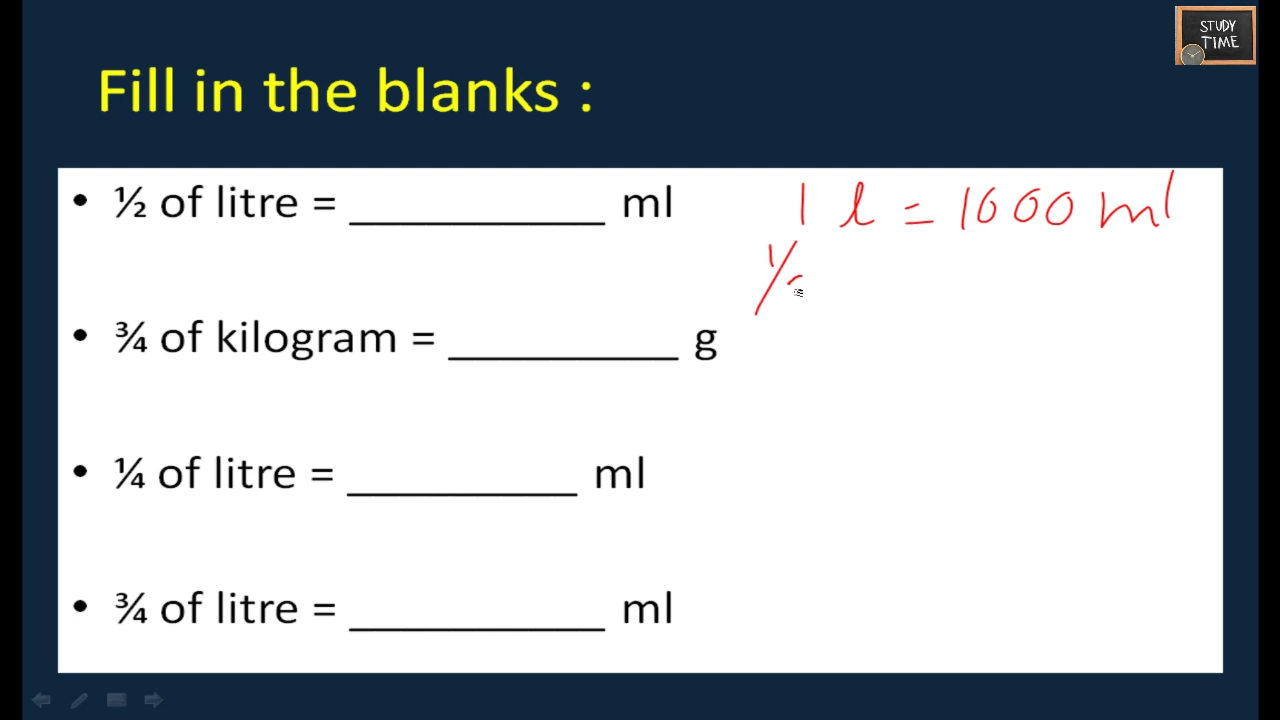 STUDY
TIME
Fill in the blanks :
• ½ of litre = ___________ ml
1 l = 1000 ml
1/
• ¾ of kilogram = __________ g
• ¼ of litre = __________ ml
• ¾ of litre = ___________ ml